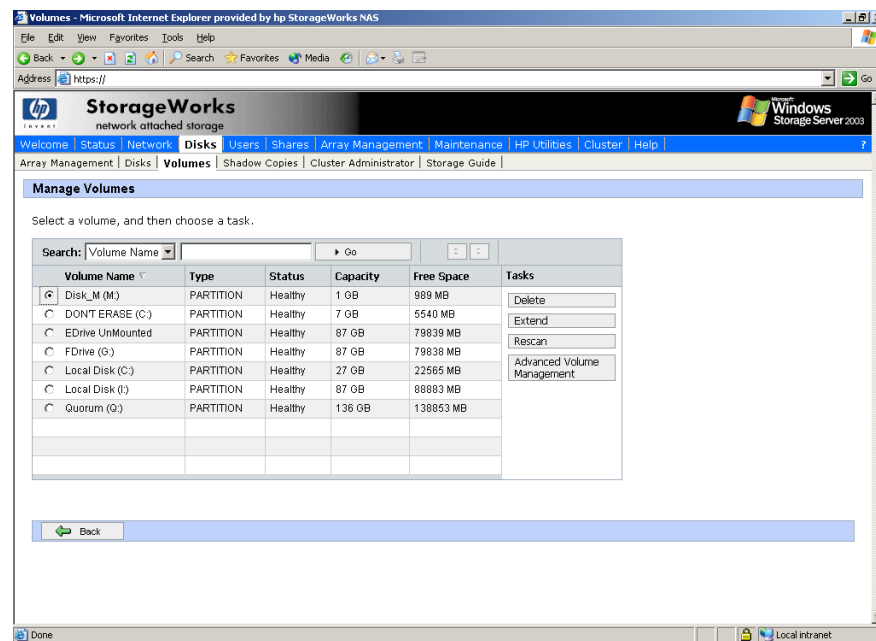 Volumes - Microsoft Internet Explorer provided by hp StorageWorks NAS
File Edit View Favorites Tools Help
Back Search Favorites Media
Address https:// Go
hp
invent
StorageWorks
network attached storage
Microsoft
Windows
Storage Server 2003
Welcome Status Network Disks Users Shares Array Management Maintenance HP Utilities Cluster Help ?
Array Management Disks Volumes Shadow Copies Cluster Administrator Storage Guide
Manage Volumes
Select a volume, and then choose a task.
Search: Volume Name Go
Volume Name Type Status Capacity Free Space Tasks
Disk_M (M:) PARTITION Healthy 1 GB 989 MB
DON'T ERASE (C:) PARTITION Healthy 7 GB 5540 MB
EDrive UnMounted PARTITION Healthy 87 GB 79839 MB
FDrive (G:) PARTITION Healthy 87 GB 79838 MB
Local Disk (C:) PARTITION Healthy 27 GB 22565 MB
Local Disk (I:) PARTITION Healthy 87 GB 88883 MB
Quorum (Q:) PARTITION Healthy 136 GB 138853 MB
Delete
Extend
Rescan
Advanced Volume
Management
Back
Done
Local intranet